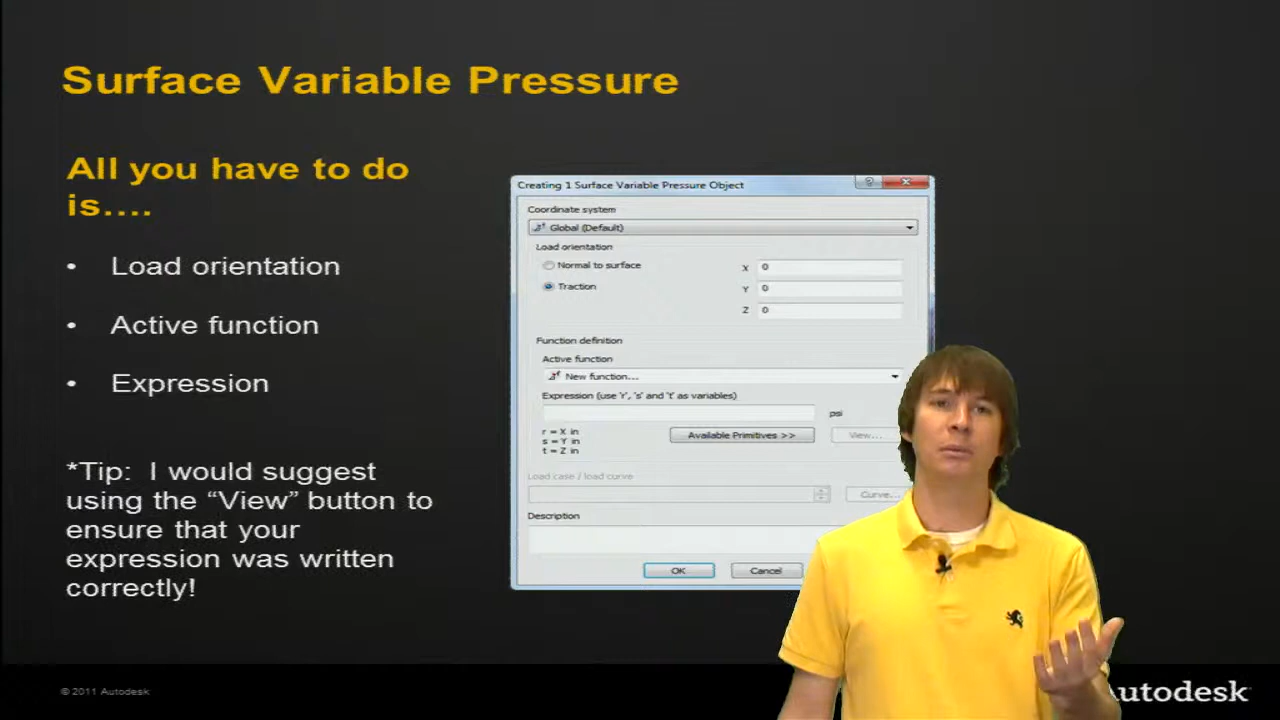 Surface Variable Pressure
All you have to do
is....
• Load orientation
• Active function
• Expression
*Tip: I would suggest
using the “View” button to
ensure that your
expression was written
correctly!
Creating 1 Surface Variable Pressure Object
Coordinate system
Global (Default)
Load orientation
Normal to surface
X 0
Traction
Y 0
Z 0
Function definition
Active function
New function...
Expression (use 'r', 's' and 't' as variables)
psi
r = X in
s = Y in
t = Z in
Available Primitives >>
View...
Load case / load curve
Curve...
Description
OK
Cancel
© 2011 Autodesk
Autodesk